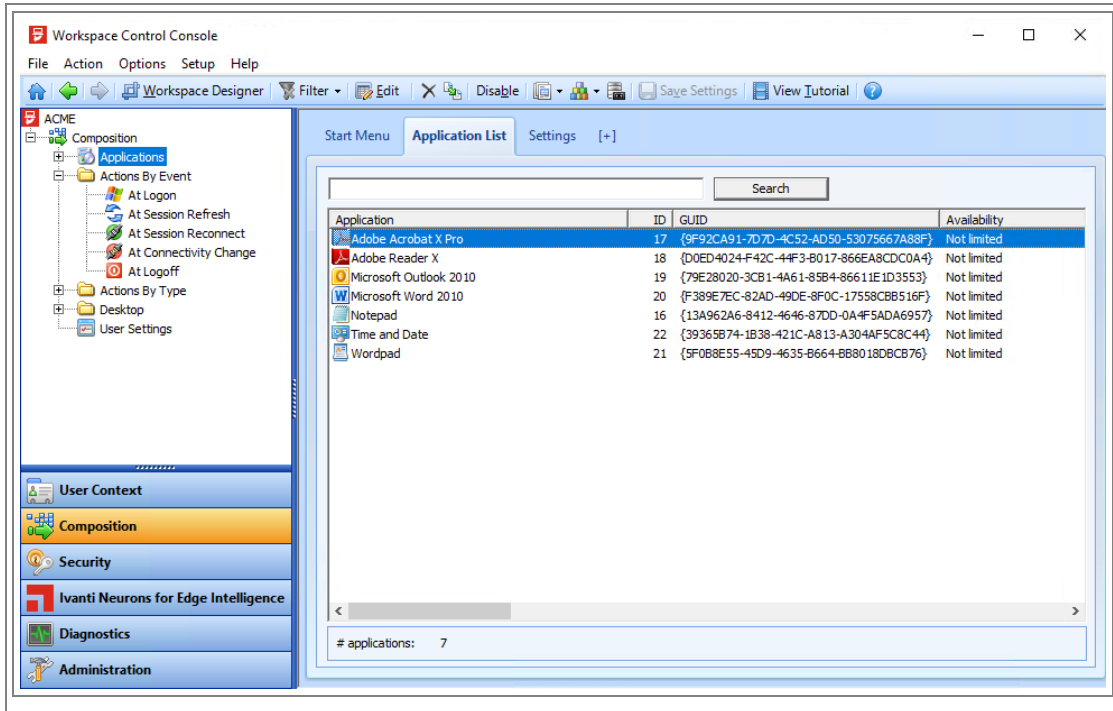 Workspace Control Console
File Action Options Setup Help
Workspace Designer Filter Edit Disable Save Settings View Tutorial
ACME
Composition
Applications
Actions By Event
At Logon
At Session Refresh
At Session Reconnect
At Connectivity Change
At Logoff
Actions By Type
Desktop
User Settings
User Context
Composition
Security
Ivanti Neurons for Edge Intelligence
Diagnostics
Administration
Start Menu Application List Settings [+]
Search
Application ID GUID Availability
Adobe Acrobat X Pro 17 {9F92CA91-7D7D-4C52-AD50-53075667A88F} Not limited
Adobe Reader X 18 {D0ED4024-F42C-44F3-B017-866EA8CDC0A4} Not limited
Microsoft Outlook 2010 19 {79E28020-3CB1-4A61-85B4-86611E1D3553} Not limited
Microsoft Word 2010 20 {F389E7EC-82AD-49DE-8F0C-17558CBB516F} Not limited
Notepad 16 {13A962A6-8412-4646-87DD-0A4F5ADA6957} Not limited
Time and Date 22 {39365B74-1B38-421C-A813-A304AF5C8C44} Not limited
Wordpad 21 {5F0B8E55-45D9-4635-B664-BB8018DBCB76} Not limited
# applications: 7